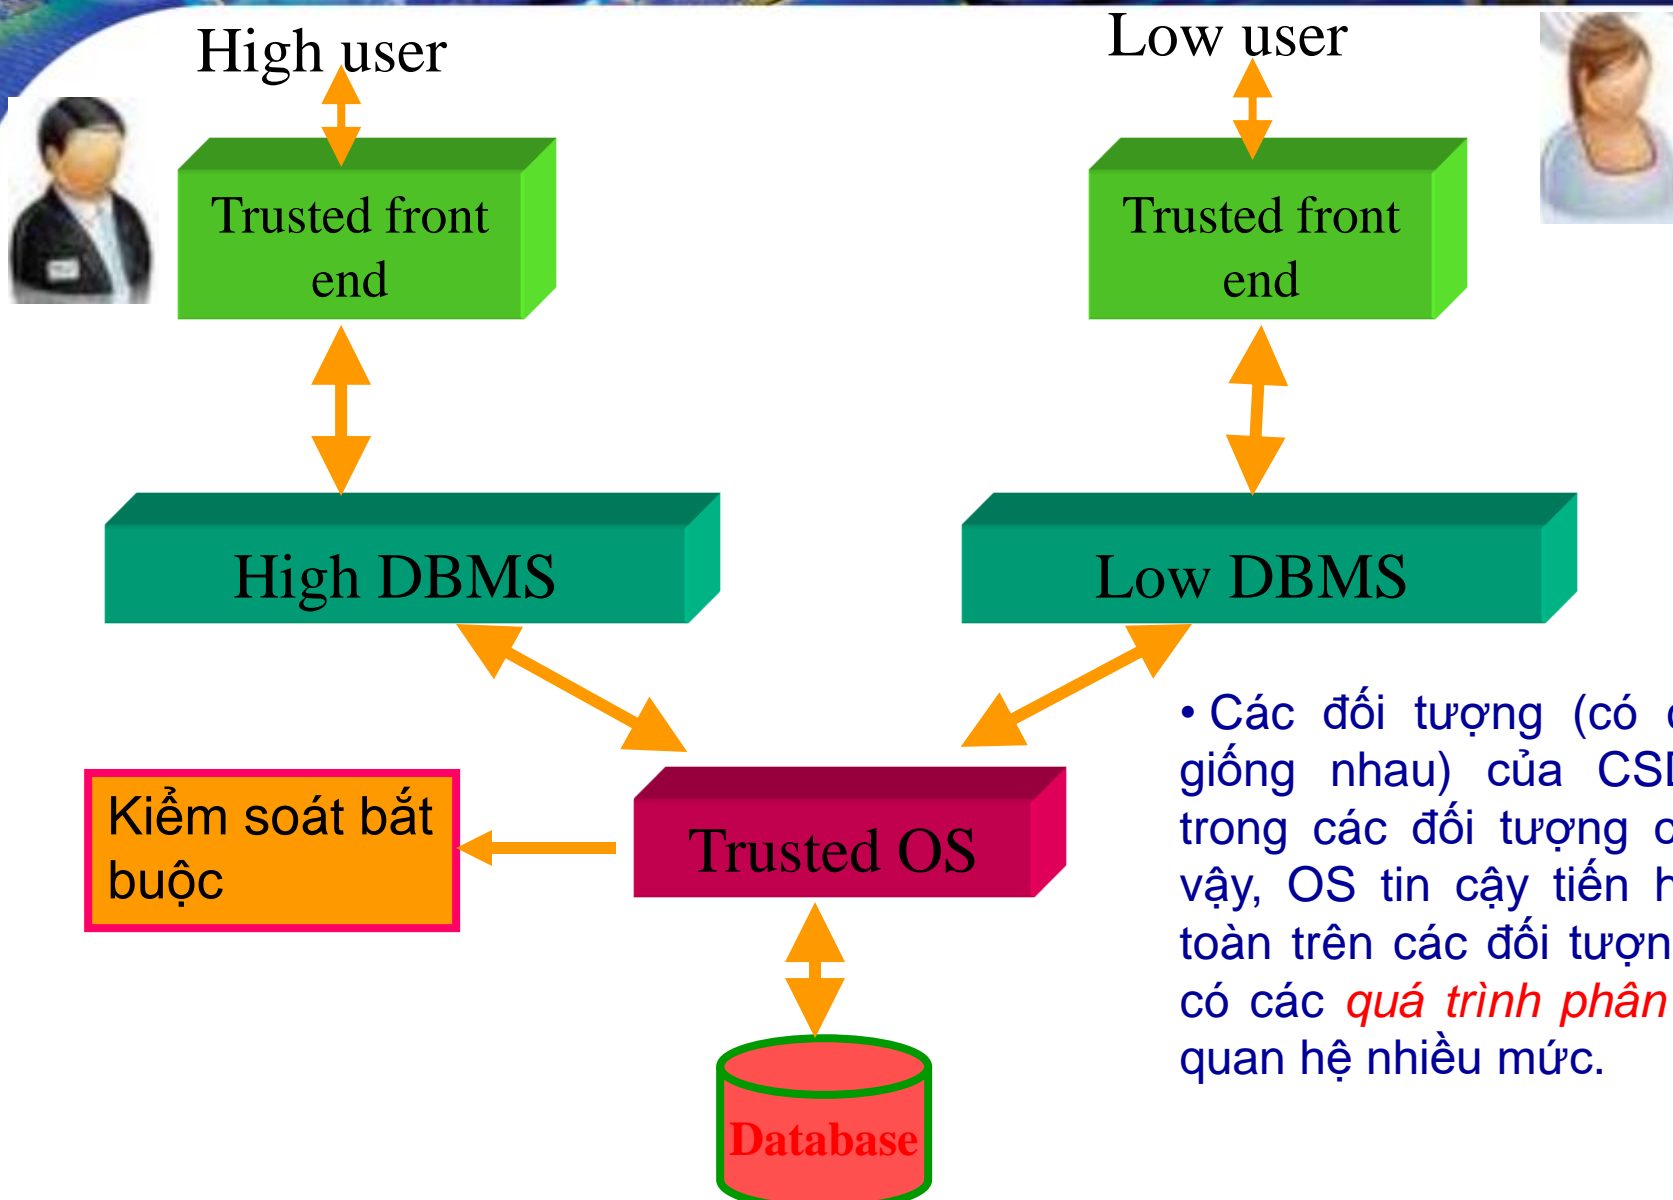 High user
Low user
Trusted front
end
Trusted front
end
High DBMS
Low DBMS
Kiểm soát bắt
buộc
Trusted OS
Database
• Các đối tượng (có
giống nhau) của
trong các đối tượng
vậy, OS tin cậy tiến
toàn trên các đối
có các quá trình phân
quan hệ nhiều mức.